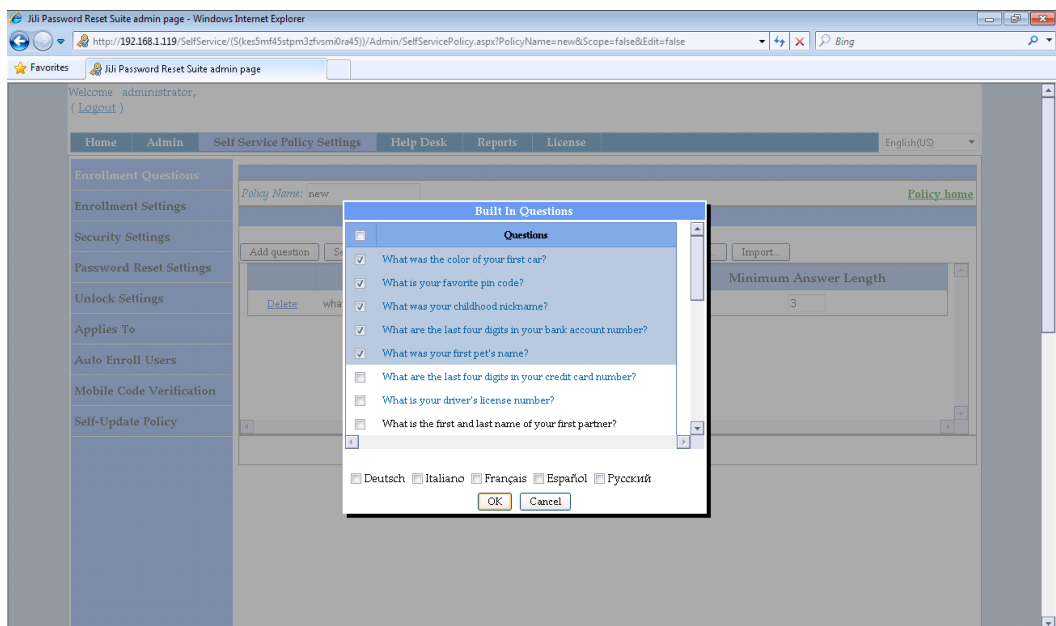 JiJi Password Reset Suite admin page - Windows Internet Explorer
http://192.168.1.119/SelfService/(S(kes5mf45stpm3zfvsmi0ra45))/Admin/SelfServicePolicy.aspx?PolicyName=new&Scope=false&Edit=false
Bing
Favorites
JiJi Password Reset Suite admin page
Welcome administrator,
( Logout )
Home Admin Self Service Policy Settings Help Desk Reports License English(US)
Enrollment Questions
Enrollment Settings
Security Settings
Password Reset Settings
Unlock Settings
Applies To
Auto Enroll Users
Mobile Code Verification
Self-Update Policy
Policy Name: new
Policy home
Add question Se
Import...
Minimum Answer Length
Delete wha 3
Built In Questions
Questions
What was the color of your first car?
What is your favorite pin code?
What was your childhood nickname?
What are the last four digits in your bank account number?
What was your first pet's name?
What are the last four digits in your credit card number?
What is your driver's license number?
What is the first and last name of your first partner?
Deutsch Italiano Français Español Русский
OK Cancel